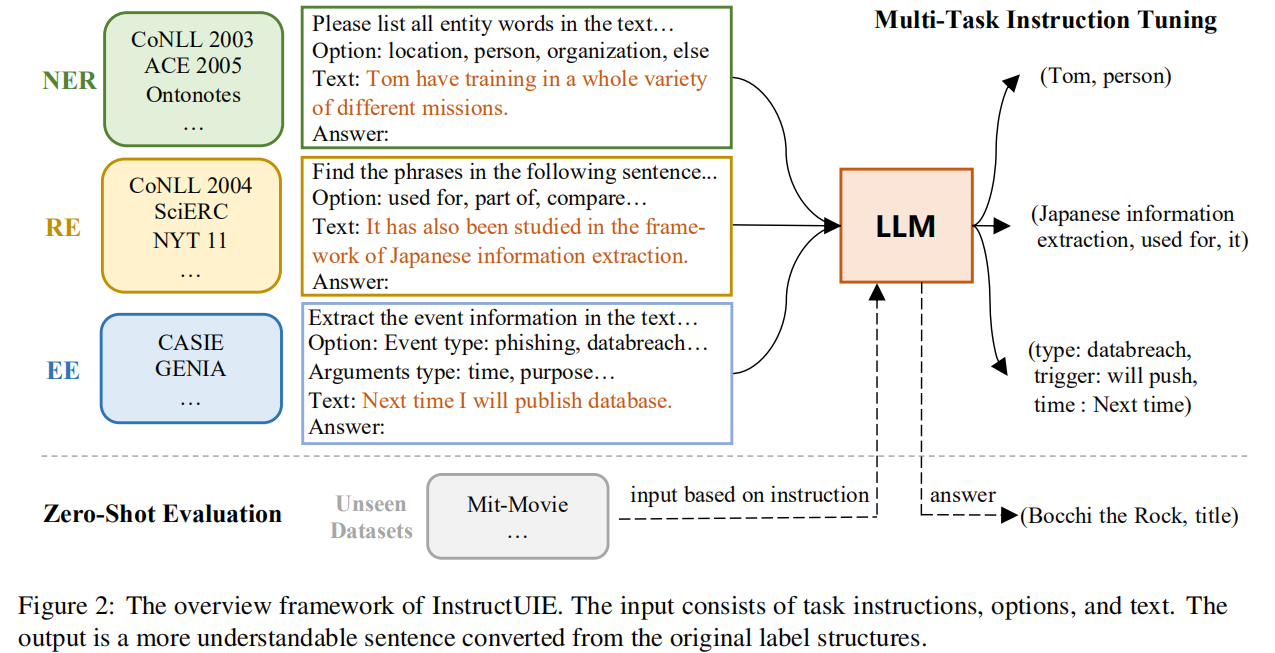 Multi-Task Instruction Tuning
NER
CoNLL 2003
ACE 2005
Ontonotes
…
Please list all entity words in the text…
Option: location, person, organization, else
Text: Tom have training in a whole variety
of different missions.
Answer:
RE
CoNLL 2004
SciERC
NYT 11
…
Find the phrases in the following sentence...
Option: used for, part of, compare…
Text: It has also been studied in the frame-
work of Japanese information extraction.
Answer:
EE
CASIE
GENIA
…
Extract the event information in the text…
Option: Event type: phishing, databreach…
Arguments type: time, purpose…
Text: Next time I will publish database.
Answer:
LLM
(Tom, person)
(Japanese information
extraction, used for, it)
(type: databreach,
trigger: will push,
time : Next time)
Zero-Shot Evaluation
Unseen
Datasets
Mit-Movie
…
input based on instruction
answer
(Bocchi the Rock, title)
Figure 2: The overview framework of InstructUIE. The input consists of task instructions, options, and text. The
output is a more understandable sentence converted from the original label structures.